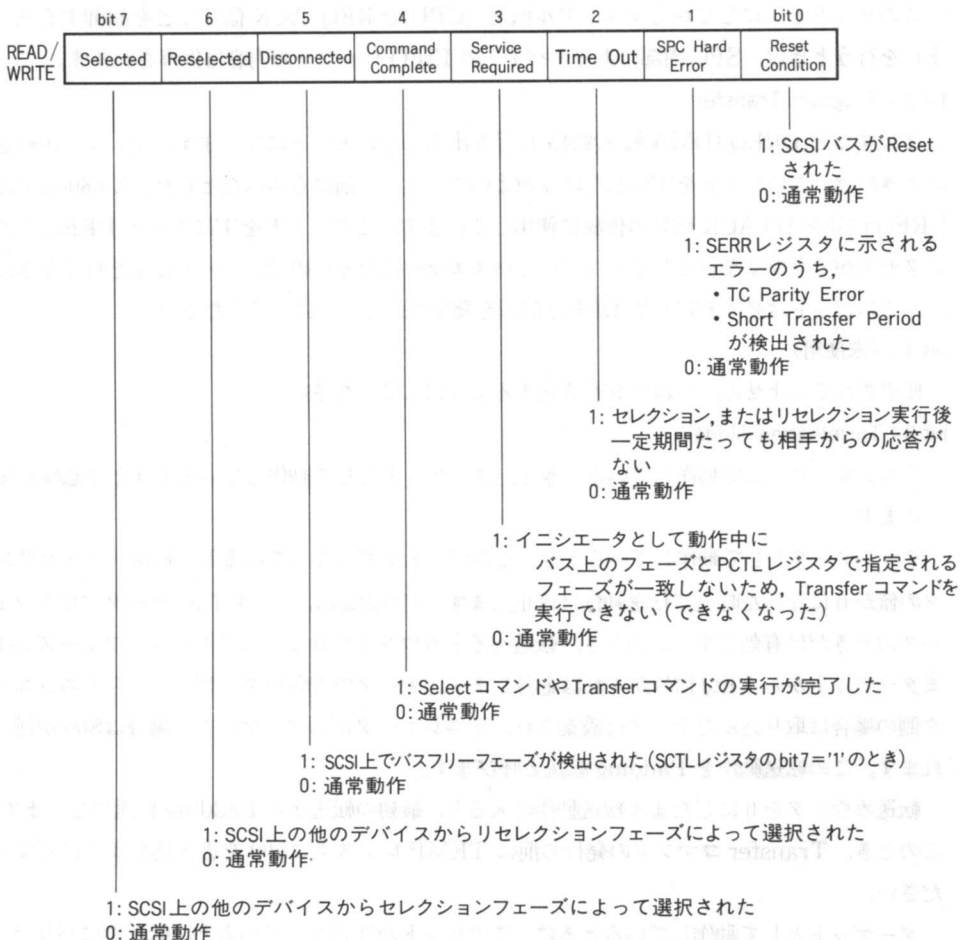 bit 7 6 5 4 3 2 1 bit 0
READ/
WRITE
Selected Reselected Disconnected Command Complete Service Required Time Out SPC Hard Error Reset Condition
1: SCSIバスがReset
された
0: 通常動作
1: SERRレジスタに示される
エラーのうち,
• TC Parity Error
• Short Transfer Period
が検出された
0: 通常動作
1: セレクション,またはリセレクション実行後
一定期間たっても相手からの応答が
ない
0: 通常動作
1: イニシエータとして動作中に
バス上のフェーズとPCTLレジスタで指定される
フェーズが一致しないため, Transfer コマンドを
実行できない (できなくなった)
0: 通常動作
1: SelectコマンドやTransferコマンドの実行が完了した
0: 通常動作
1: SCSI上でバスフリーフェーズが検出された (SCTLレジスタのbit7='1'のとき)
0: 通常動作
1: SCSI上の他のデバイスからリセレクションフェーズによって選択された
0: 通常動作
1: SCSI上の他のデバイスからセレクションフェーズによって選択された
0: 通常動作